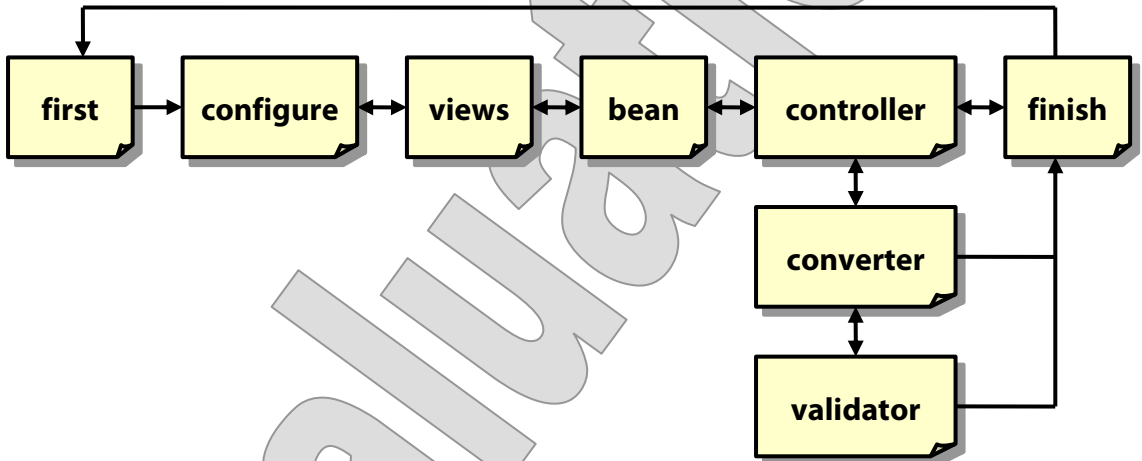 first configure views bean controller finish
converter
validator